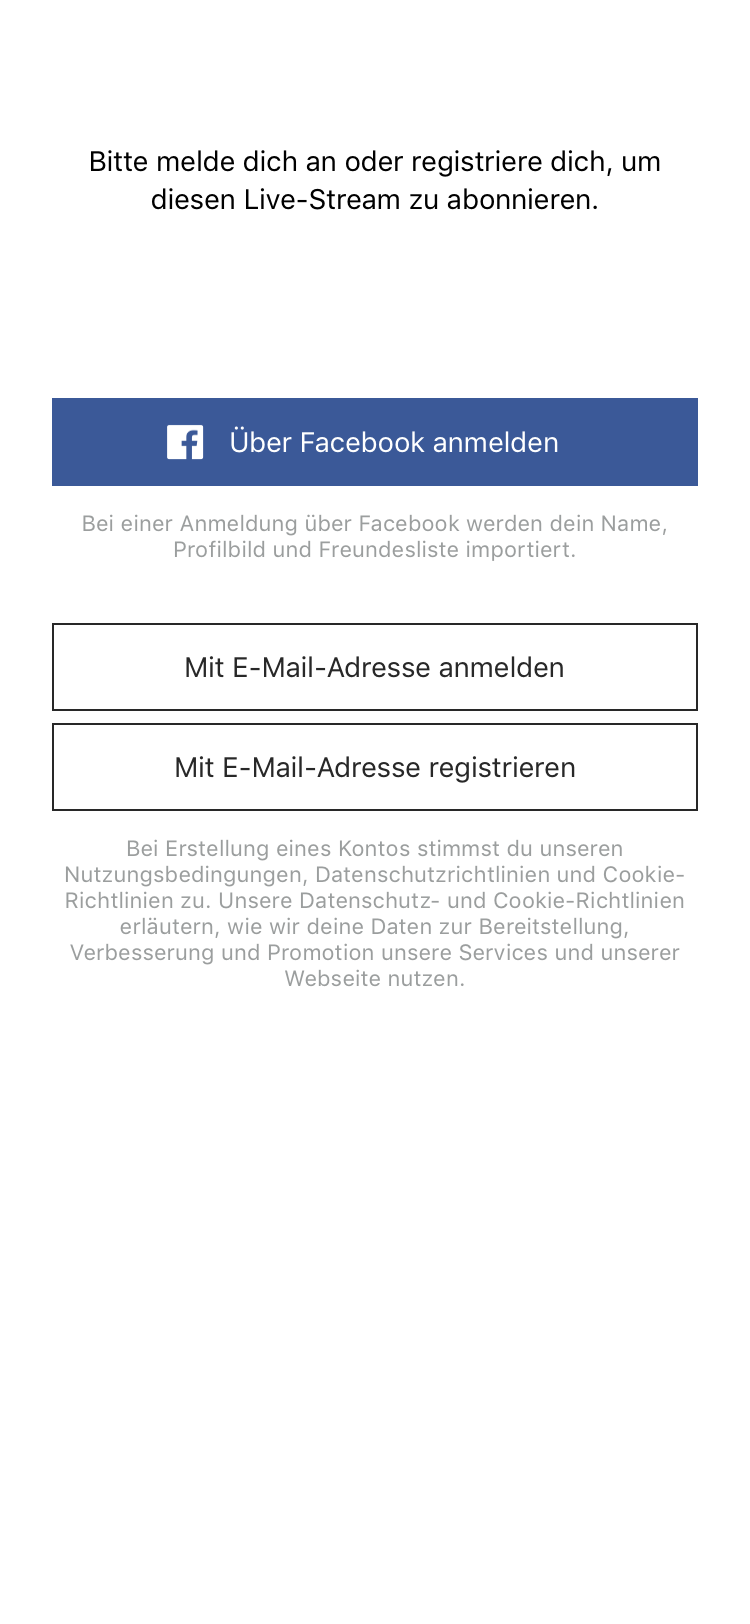 Bitte melde dich an oder registriere dich, um
diesen Live-Stream zu abonnieren.
Über Facebook anmelden
Bei einer Anmeldung über Facebook werden dein Name,
Profilbild und Freundesliste importiert.
Mit E-Mail-Adresse anmelden
Mit E-Mail-Adresse registrieren
Bei Erstellung eines Kontos stimmst du unseren
Nutzungsbedingungen, Datenschutzrichtlinien und Cookie-
Richtlinien zu. Unsere Datenschutz- und Cookie-Richtlinien
erläutern, wie wir deine Daten zur Bereitstellung,
Verbesserung und Promotion unsere Services und unserer
Webseite nutzen.